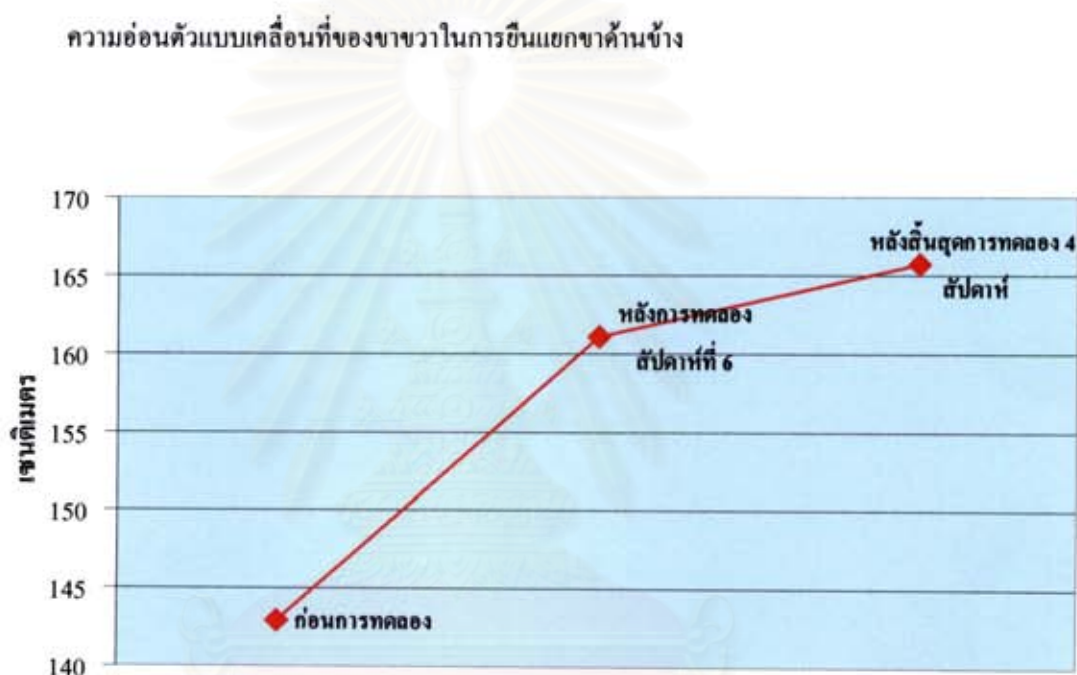 ความอ่อนตัวแบบเคลื่อนที่ของขาขวาในการยืนแยกขาด้านข้าง
170
165
160
155
150
145
140
เซนติเมตร
หลังสิ้นสุดการทดลอง 4
สัปดาห์
หลังการทดลอง
สัปดาห์ที่ 6
ก่อนการทดลอง